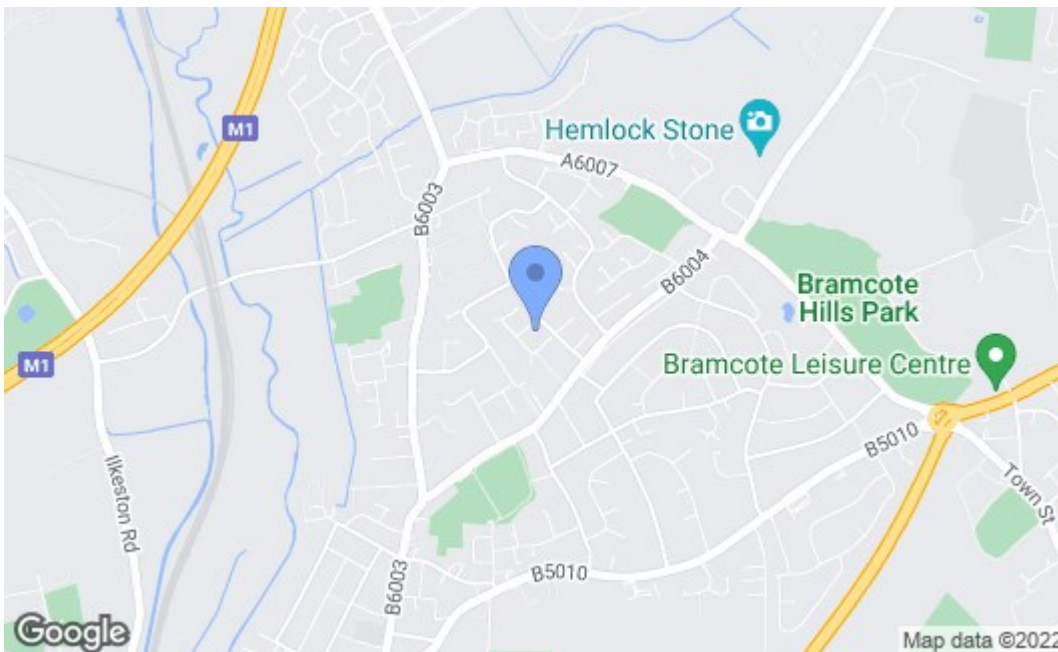 M1
Hemlock Stone
A6007
B6003
B6004
Bramcote
Hills Park
M1
Bramcote Leisure Centre
B5010
Ilkeston Rd
Town St
B5010
B6003
Google
Map data ©2022